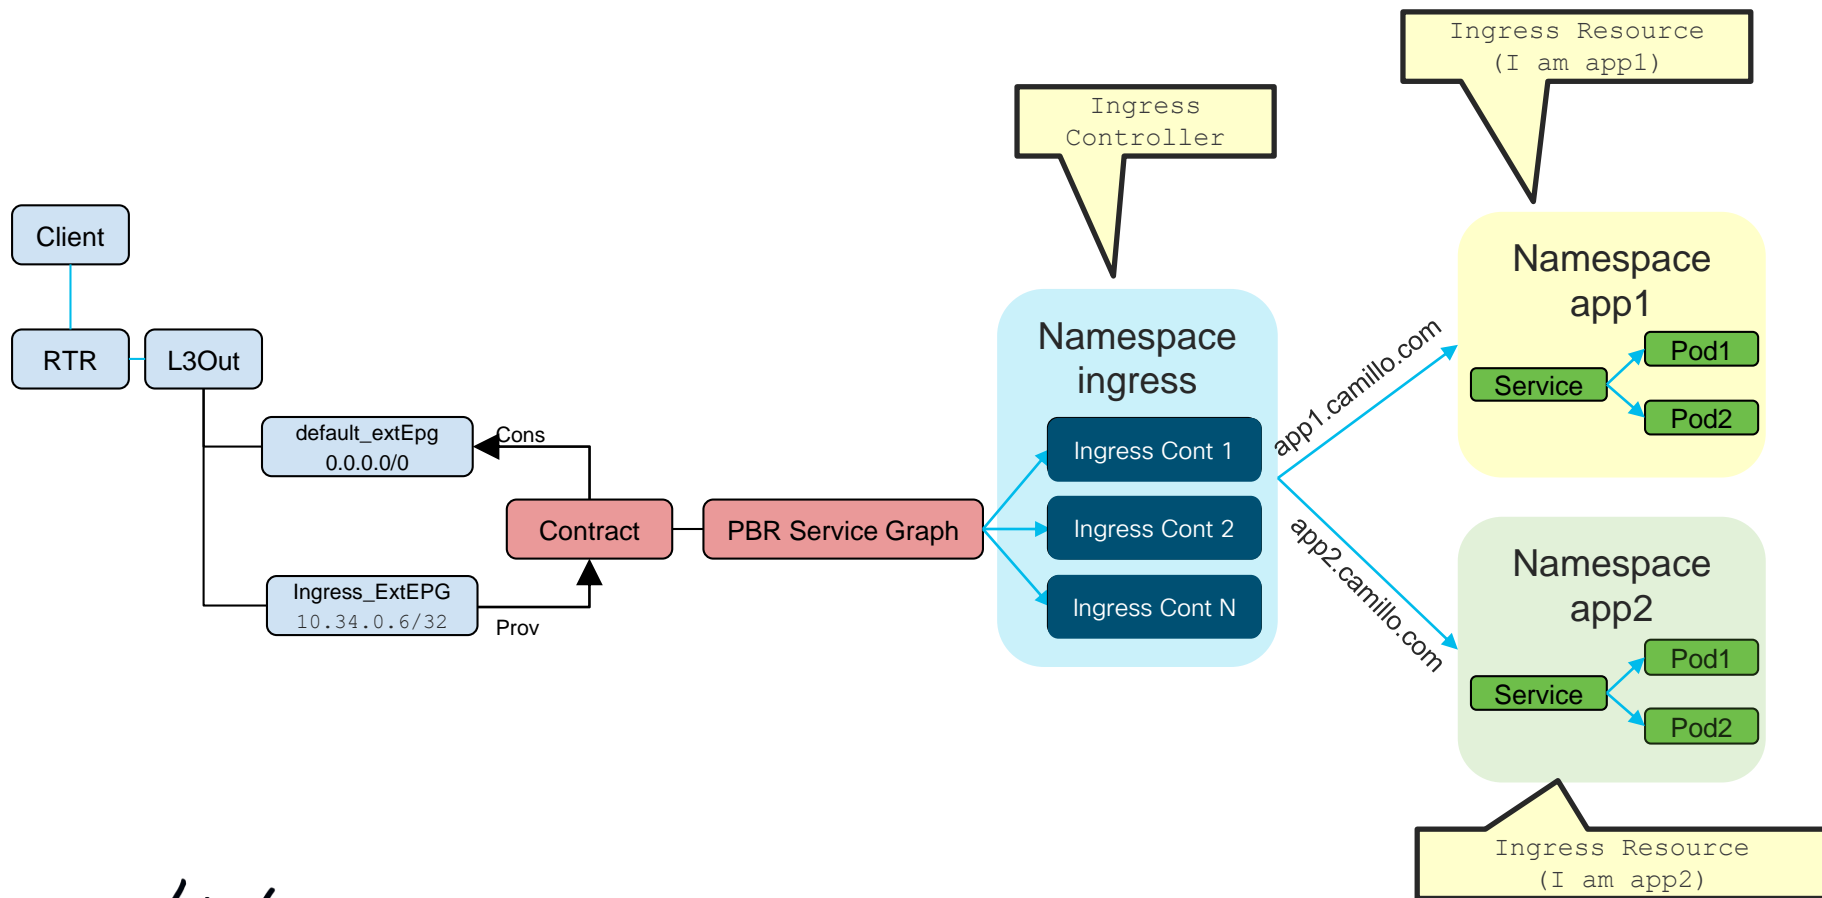 Ingress Resource
(I am app1)
Ingress
Controller
Client
RTR
L3Out
default_extEpg
0.0.0.0/0
Cons
Contract
PBR Service Graph
Ingress_ExtEPG
10.34.0.6/32
Prov
Namespace
ingress
Ingress Cont 1
Ingress Cont 2
Ingress Cont N
app1.camillo.com
app2.camillo.com
Namespace
app1
Service
Pod1
Pod2
Namespace
app2
Service
Pod1
Pod2
Ingress Resource
(I am app2)